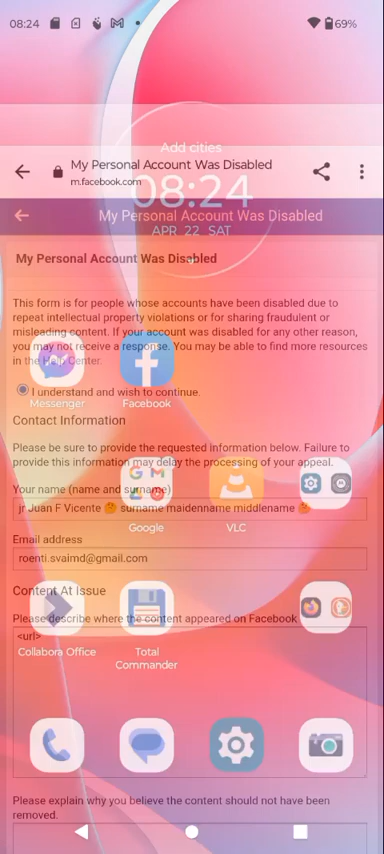 08:24
69%
Add cities
My Personal Account Was Disabled
m.facebook.com
08:24
My Personal Account Was Disabled
APR 22 SAT
My Personal Account Was Disabled
This form is for people whose accounts have been disabled due to
repeat intellectual property violations or for sharing fraudulent or
misleading content. If your account was disabled for any other reason,
you may not receive a response. You may be able to find more resources
in the Help Center.
I understand and wish to continue.
Messenger
Facebook
Contact Information
Please be sure to provide the requested information below. Failure to
provide this information may delay the processing of your appeal.
Your name (name and surname)
jr Juan F Vicente 🤔 surname maidenname middlename 🤔
Google
VLC
Email address
roenti.svaimd@gmail.com
Content At Issue
Please describe where the content appeared on Facebook
<url>
Collabora Office
Total
Commander
Please explain why you believe the content should not have been
removed.